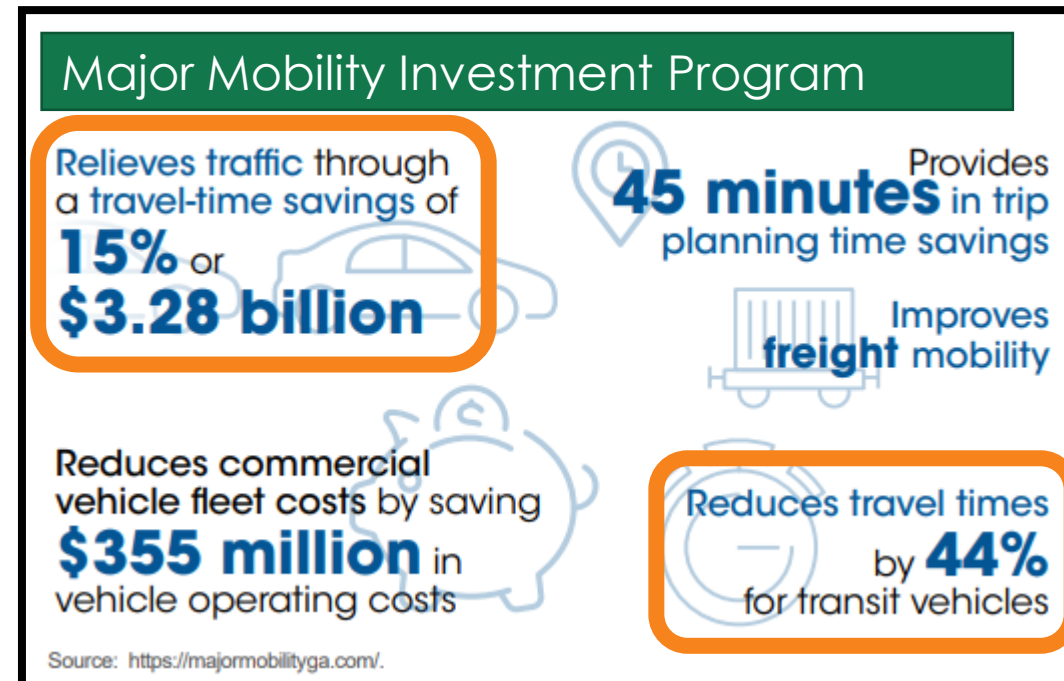 Major Mobility Investment Program
Relieves traffic through
a travel-time savings of
15% or
$3.28 billion
Provides
45 minutes in trip
planning time savings
Improves
freight mobility
Reduces commercial
vehicle fleet costs by saving
$355 million in
vehicle operating costs
Reduces travel times
by 44%
for transit vehicles
Source: https://majormobilityga.com/.